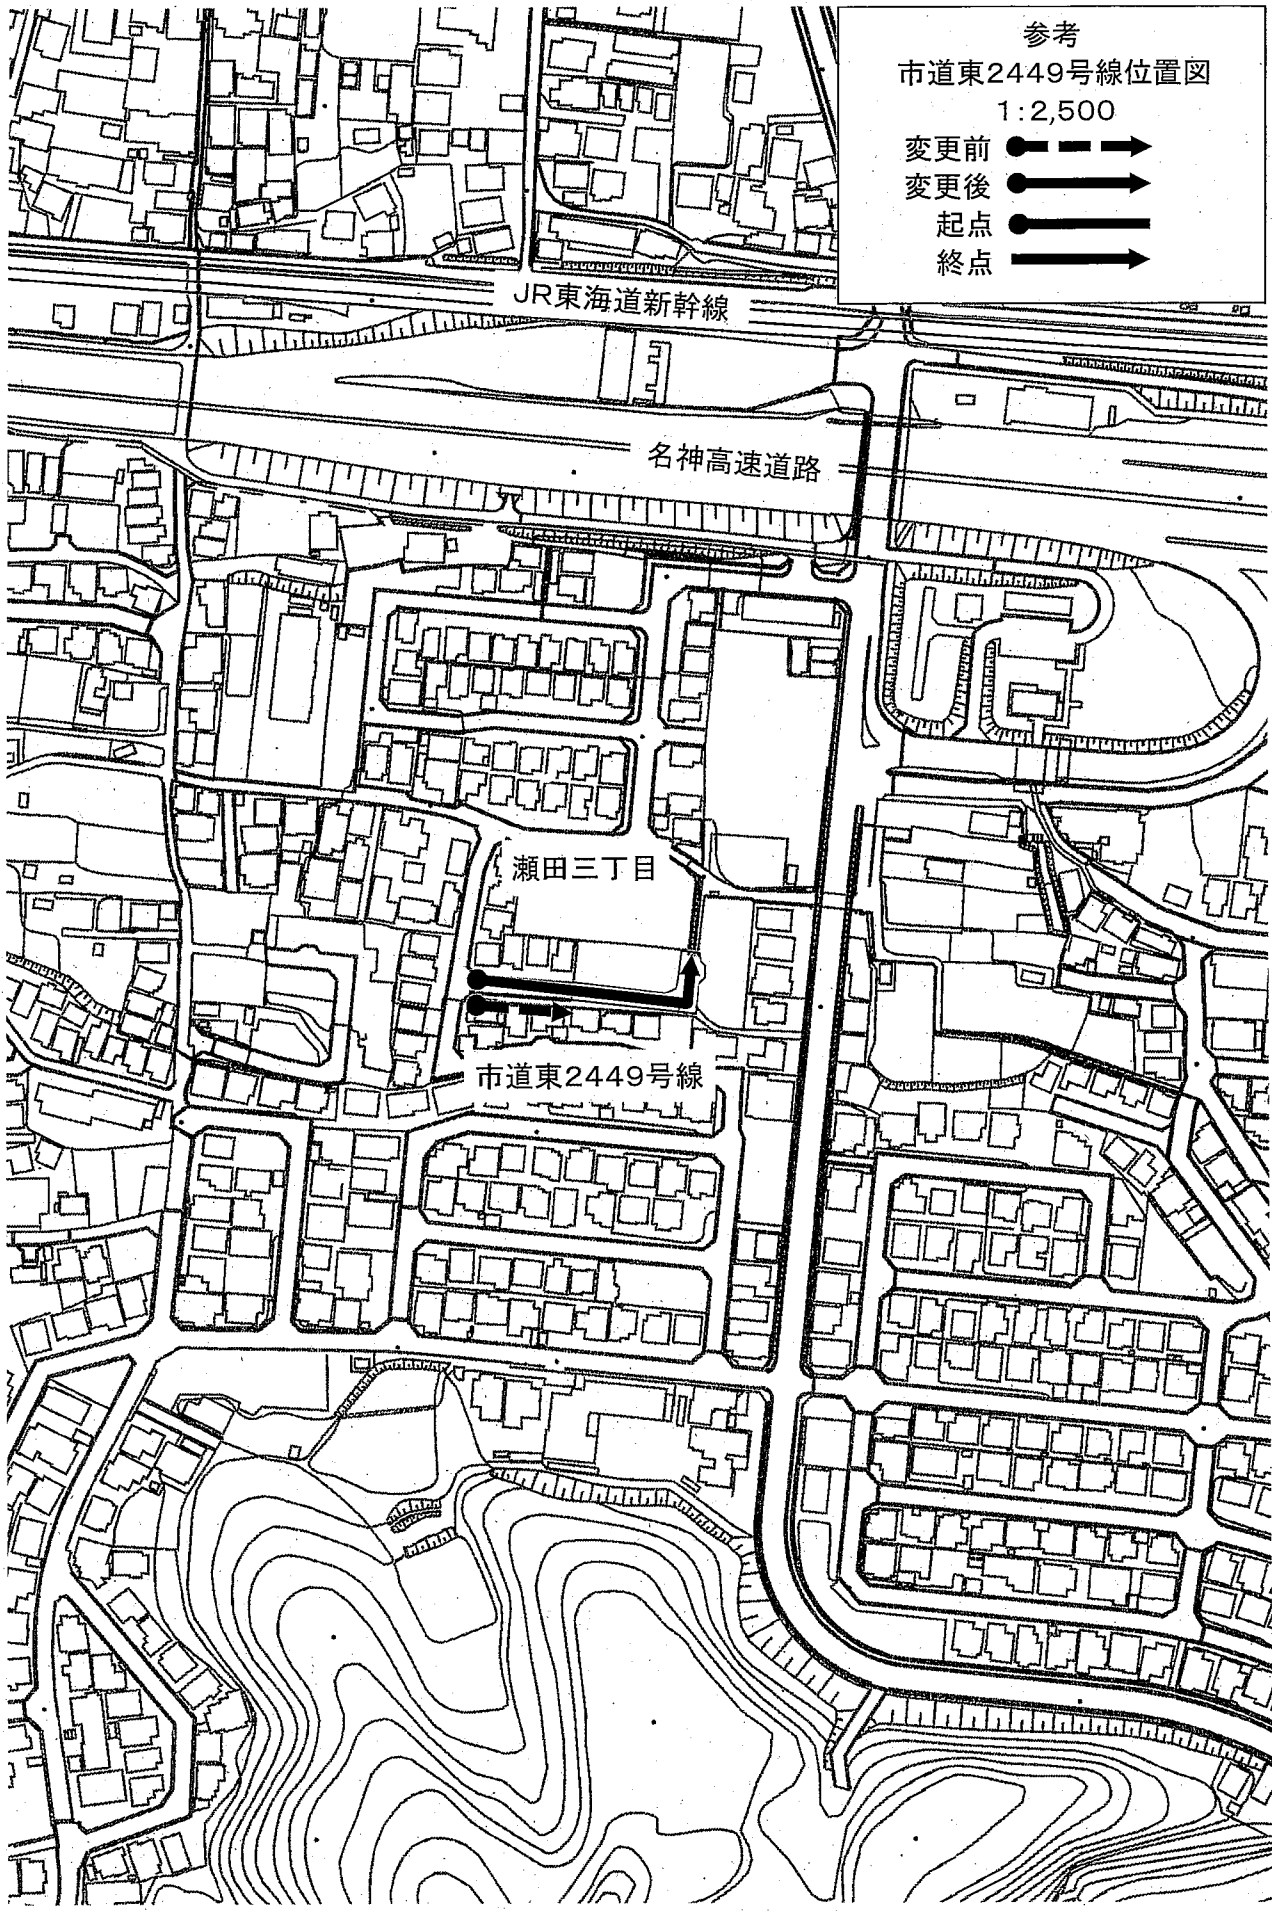 参考
市道東2449号線位置図
1:2,500
変更前
変更後
起点
終点
JR東海道新幹線
名神高速道路
瀬田三丁目
市道東2449号線